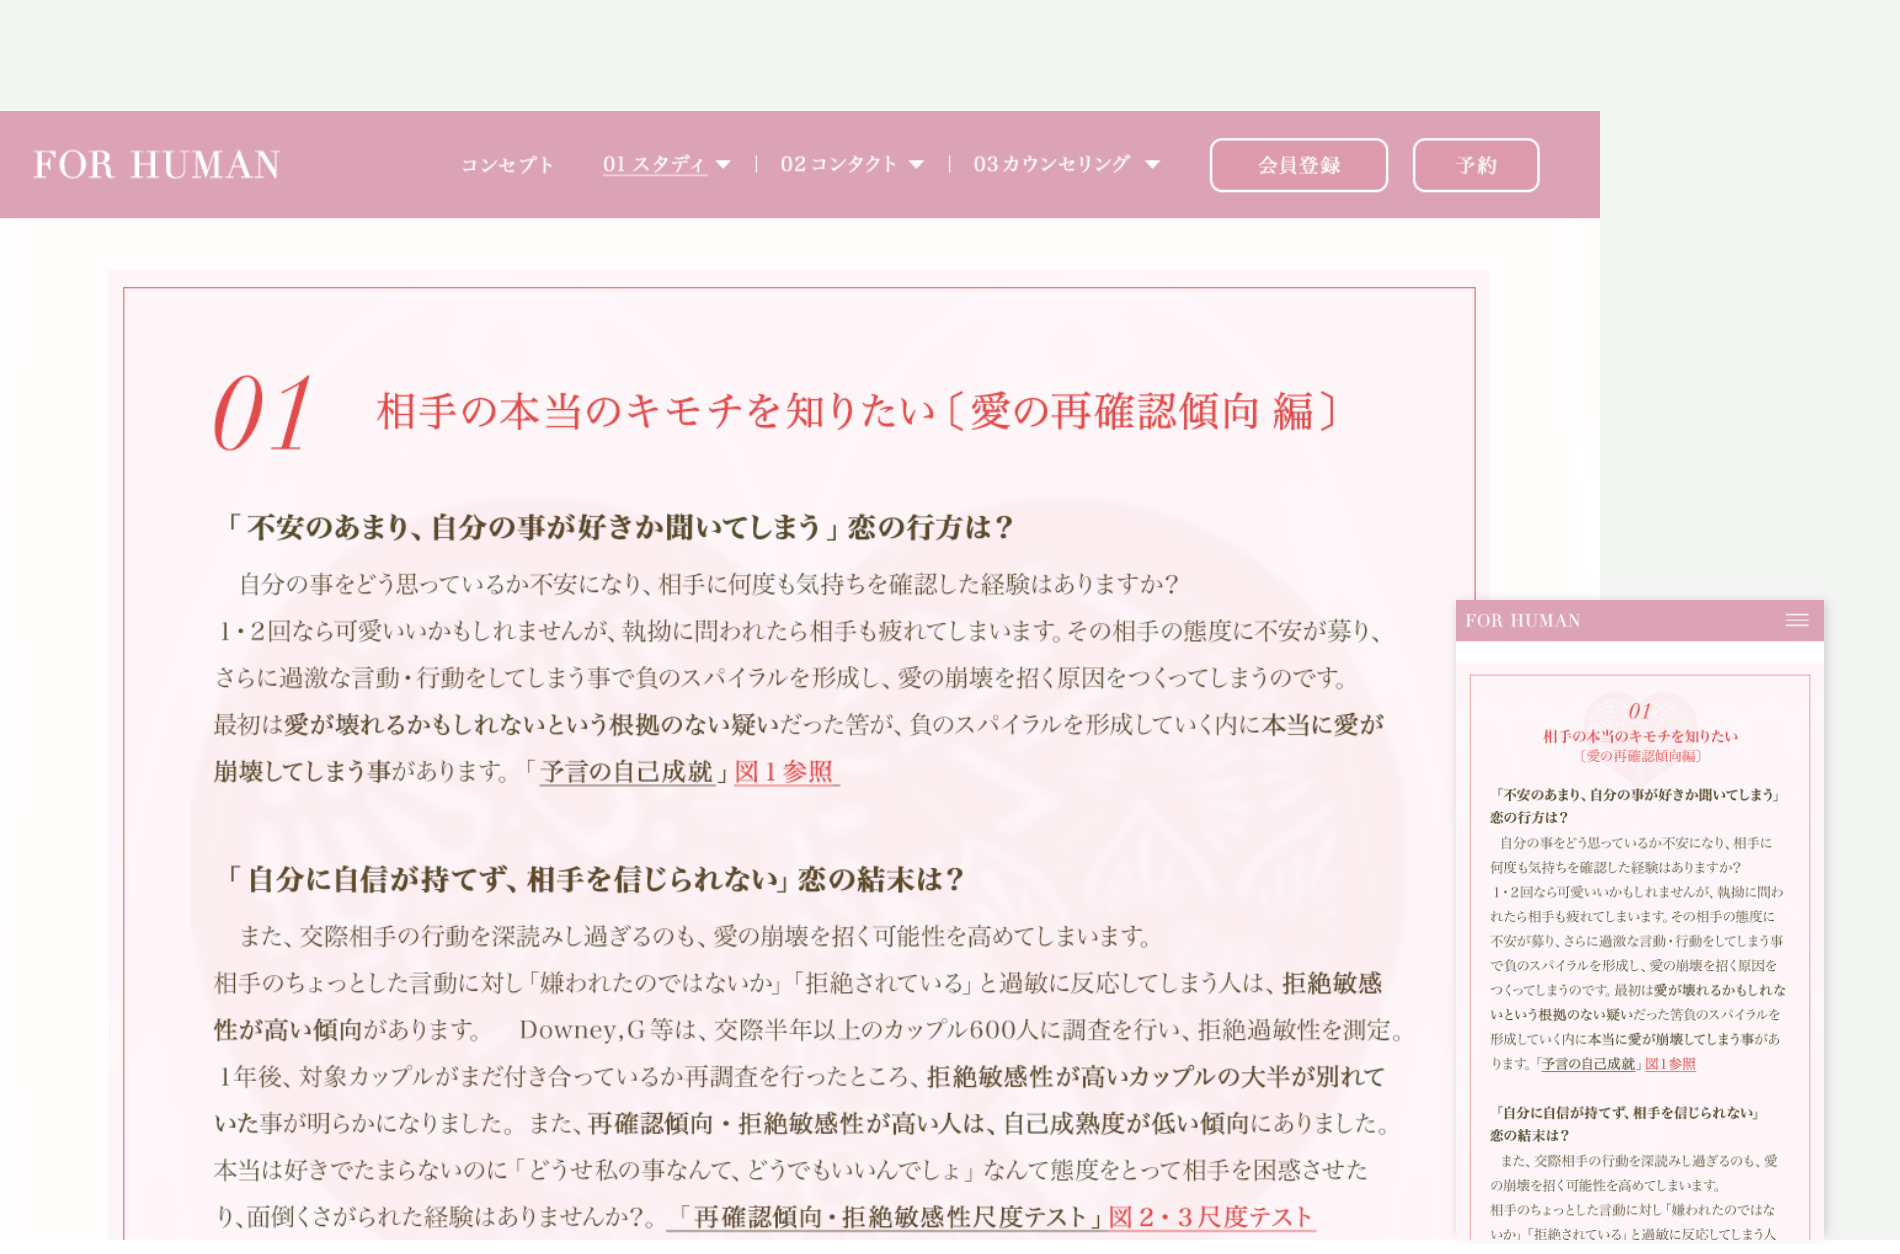 FOR HUMAN
コンセプト 01 スタディ 02 コンタクト 03 カウンセリング 会員登録 予約
01 相手の本当のキモチを知りたい〔愛の再確認傾向 編〕
「不安のあまり、自分の事が好きか聞いてしまう」恋の行方は？
自分の事をどう思っているか不安になり、相手に何度も気持ちを確認した経験はありますか？
1・2回なら可愛いいかもしれませんが、執拗に問われたら相手も疲れてしまいます。その相手の態度に不安が募り、
さらに過激な言動・行動をしてしまう事で負のスパイラルを形成し、愛の崩壊を招く原因をつくってしまうのです。
最初は愛が壊れるかもしれないという根拠のない疑いだった筈が、負のスパイラルを形成していく内に本当に愛が
崩壊してしまう事があります。「予言の自己成就」図1参照
「自分に自信が持てず、相手を信じられない」恋の結末は？
また、交際相手の行動を深読みし過ぎるのも、愛の崩壊を招く可能性を高めてしまいます。
相手のちょっとした言動に対し「嫌われたのではないか」「拒絶されている」と過敏に反応してしまう人は、拒絶敏感
性が高い傾向があります。 Downey,G 等は、交際半年以上のカップル600人に調査を行い、拒絶過敏性を測定。
1年後、対象カップルがまだ付き合っているか再調査を行ったところ、拒絶敏感性が高いカップルの大半が別れて
いた事が明らかになりました。また、再確認傾向・拒絶敏感性が高い人は、自己成熟度が低い傾向にありました。
本当は好きでたまらないのに「どうせ私の事なんて、どうでもいいんでしょ」なんて態度をとって相手を困惑させた
り、面倒くさがられた経験はありませんか？。「再確認傾向・拒絶敏感性尺度テスト」図2・3尺度テスト
FOR HUMAN
01
相手の本当のキモチを知りたい
〔愛の再確認傾向編〕
「不安のあまり、自分の事が好きか聞いてしまう」
恋の行方は？
自分の事をどう思っているか不安になり、相手に
何度も気持ちを確認した経験はありますか？
1・2回なら可愛いいかもしれませんが、執拗に問わ
れたら相手も疲れてしまいます。その相手の態度に
不安が募り、さらに過激な言動・行動をしてしまう事
で負のスパイラルを形成し、愛の崩壊を招く原因を
つくってしまうのです。最初は愛が壊れるかもしれな
いという根拠のない疑いだった筈負のスパイラルを
形成していく内に本当に愛が崩壊してしまう事があ
ります。「予言の自己成就」図1参照
「自分に自信が持てず、相手を信じられない」
恋の結末は？
また、交際相手の行動を深読みし過ぎるのも、愛
の崩壊を招く可能性を高めてしまいます。
相手のちょっとした言動に対し「嫌われたのではな
いか」「拒絶されている」と過敏に反応してしまう人